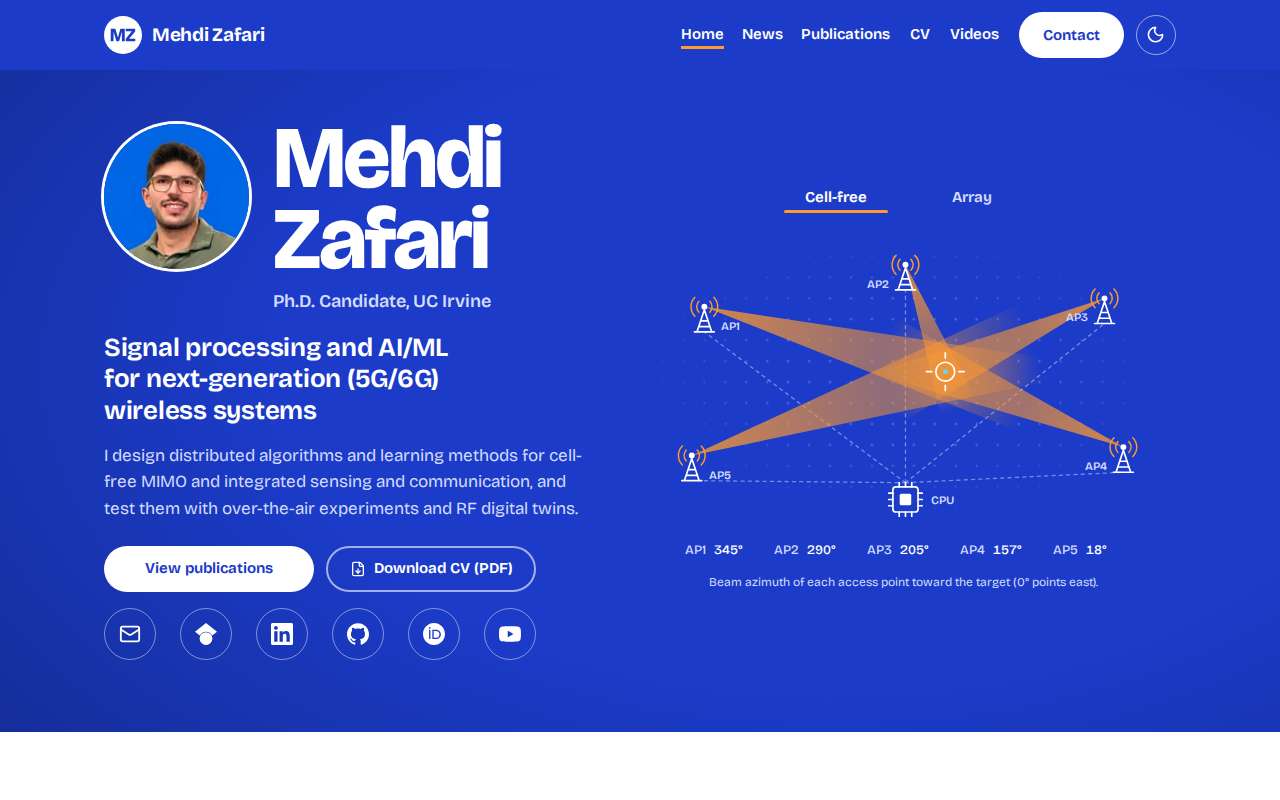 MZ Mehdi Zafari
Home News Publications CV Videos Contact
Mehdi
Zafari
Ph.D. Candidate, UC Irvine
Signal processing and AI/ML
for next-generation (5G/6G)
wireless systems
I design distributed algorithms and learning methods for cell-
free MIMO and integrated sensing and communication, and
test them with over-the-air experiments and RF digital twins.
View publications Download CV (PDF)
in
iD
Cell-free Array
AP2
AP3
AP1
AP4
AP5
CPU
AP1 345° AP2 290° AP3 205° AP4 157° AP5 18°
Beam azimuth of each access point toward the target (0° points east).